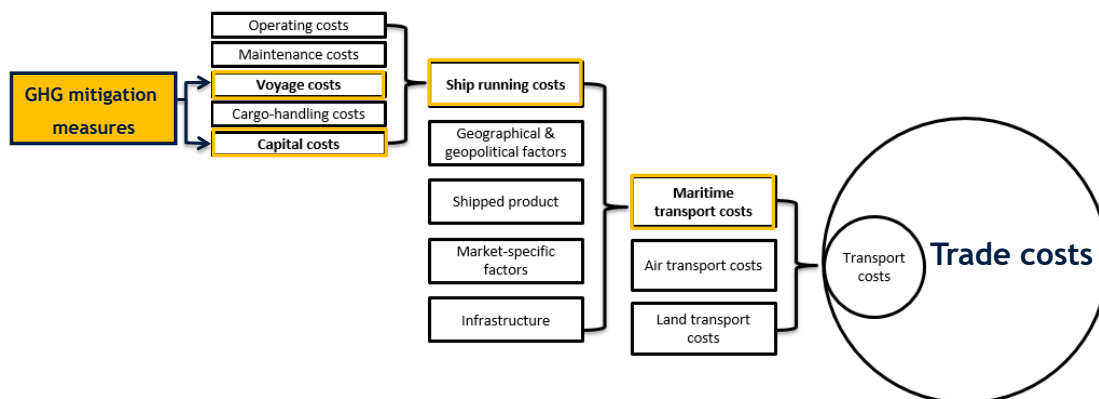 GHG mitigation
measures
Operating costs
Maintenance costs
Voyage costs
Cargo-handling costs
Capital costs
Ship running costs
Geographical &
geopolitical factors
Shipped product
Market-specific
factors
Infrastructure
Maritime
transport costs
Air transport costs
Land transport
costs
Transport
costs
Trade costs